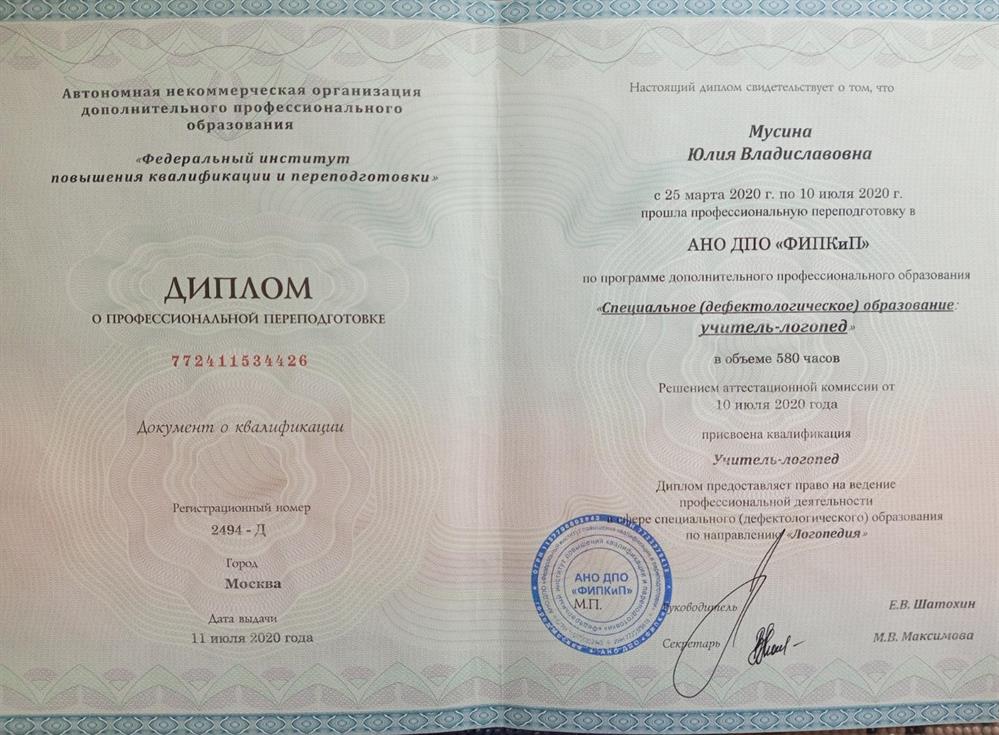 Автономная некоммерческая организация
дополнительного профессионального
образования
«Федеральный институт
повышения квалификации и переподготовки»
ДИПЛОМ
О ПРОФЕССИОНАЛЬНОЙ ПЕРЕПОДГОТОВКЕ
772411534426
Документ о квалификации
Регистрационный номер
2494 - Д
Город
Москва
Дата выдачи
11 июля 2020 года
Настоящий диплом свидетельствует о том, что
Мусина
Юлия Владиславовна
с 25 марта 2020 г. по 10 июля 2020 г.
прошла профессиональную переподготовку в
АНО ДПО «ФИПКиП»
по программе дополнительного профессионального образования
«Специальное (дефектологическое) образование:
учитель-логопед»
в объеме 580 часов
Решением аттестационной комиссии от
10 июля 2020 года
присвоена квалификация
Учитель-логопед
Диплом предоставляет право на ведение
профессиональной деятельности
в сфере специального (дефектологического) образования
по направлению «Логопедия»
АНО ДПО
«ФИПКиП»
М.П.
Руководитель
Е.В. Шатохин
Секретарь
М.В. Максимова